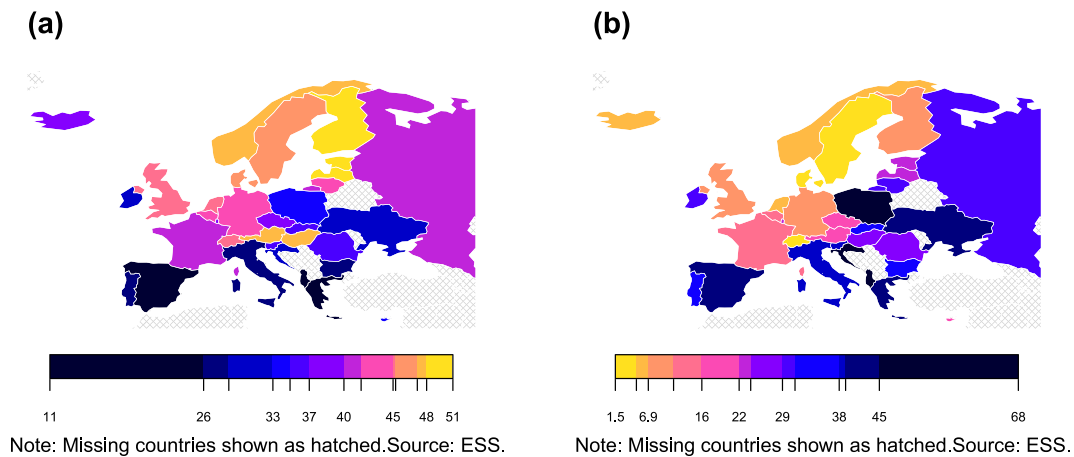 (a) (b)
11 26 33 37 40 45 48 51 1.5 6.9 16 22 29 38 45 68
Note: Missing countries shown as hatched.Source: ESS. Note: Missing countries shown as hatched.Source: ESS.